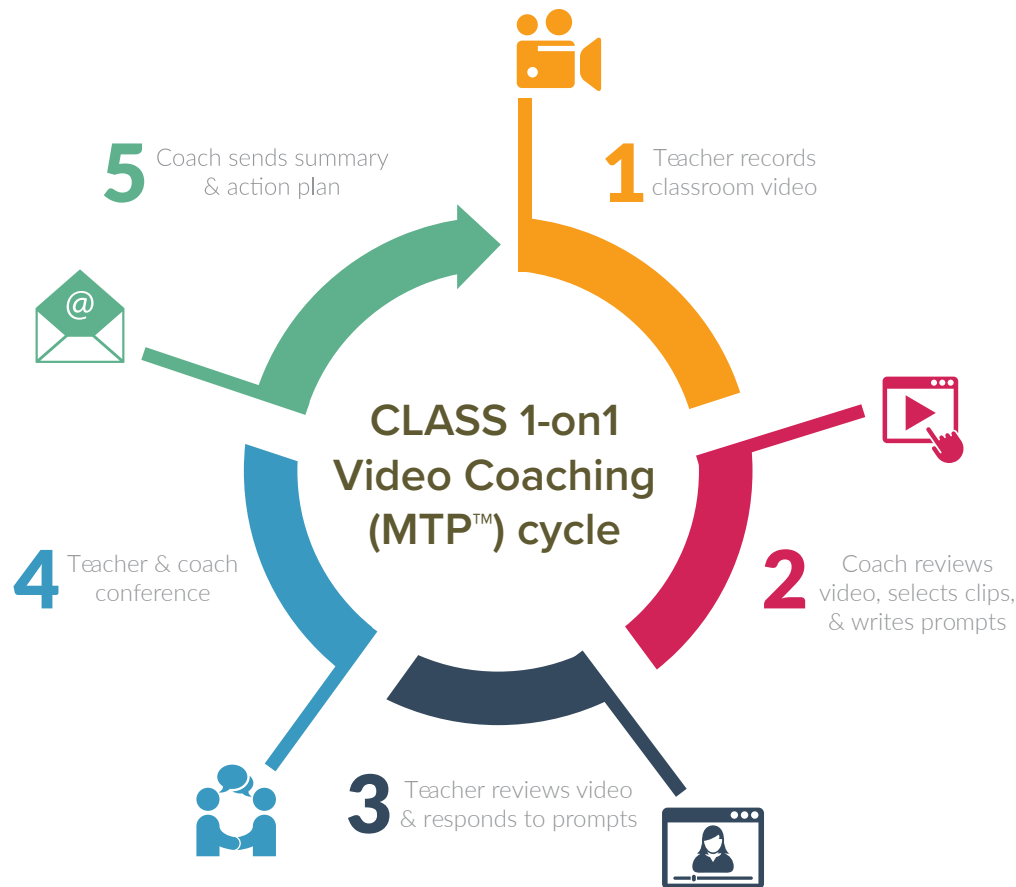 1
Teacher records
classroom video
2
Coach reviews
video, selects clips,
& writes prompts
3
Teacher reviews video
& responds to prompts
4
Teacher & coach
conference
5
Coach sends summary
& action plan
@
CLASS 1-on1
Video Coaching
(MTP™) cycle